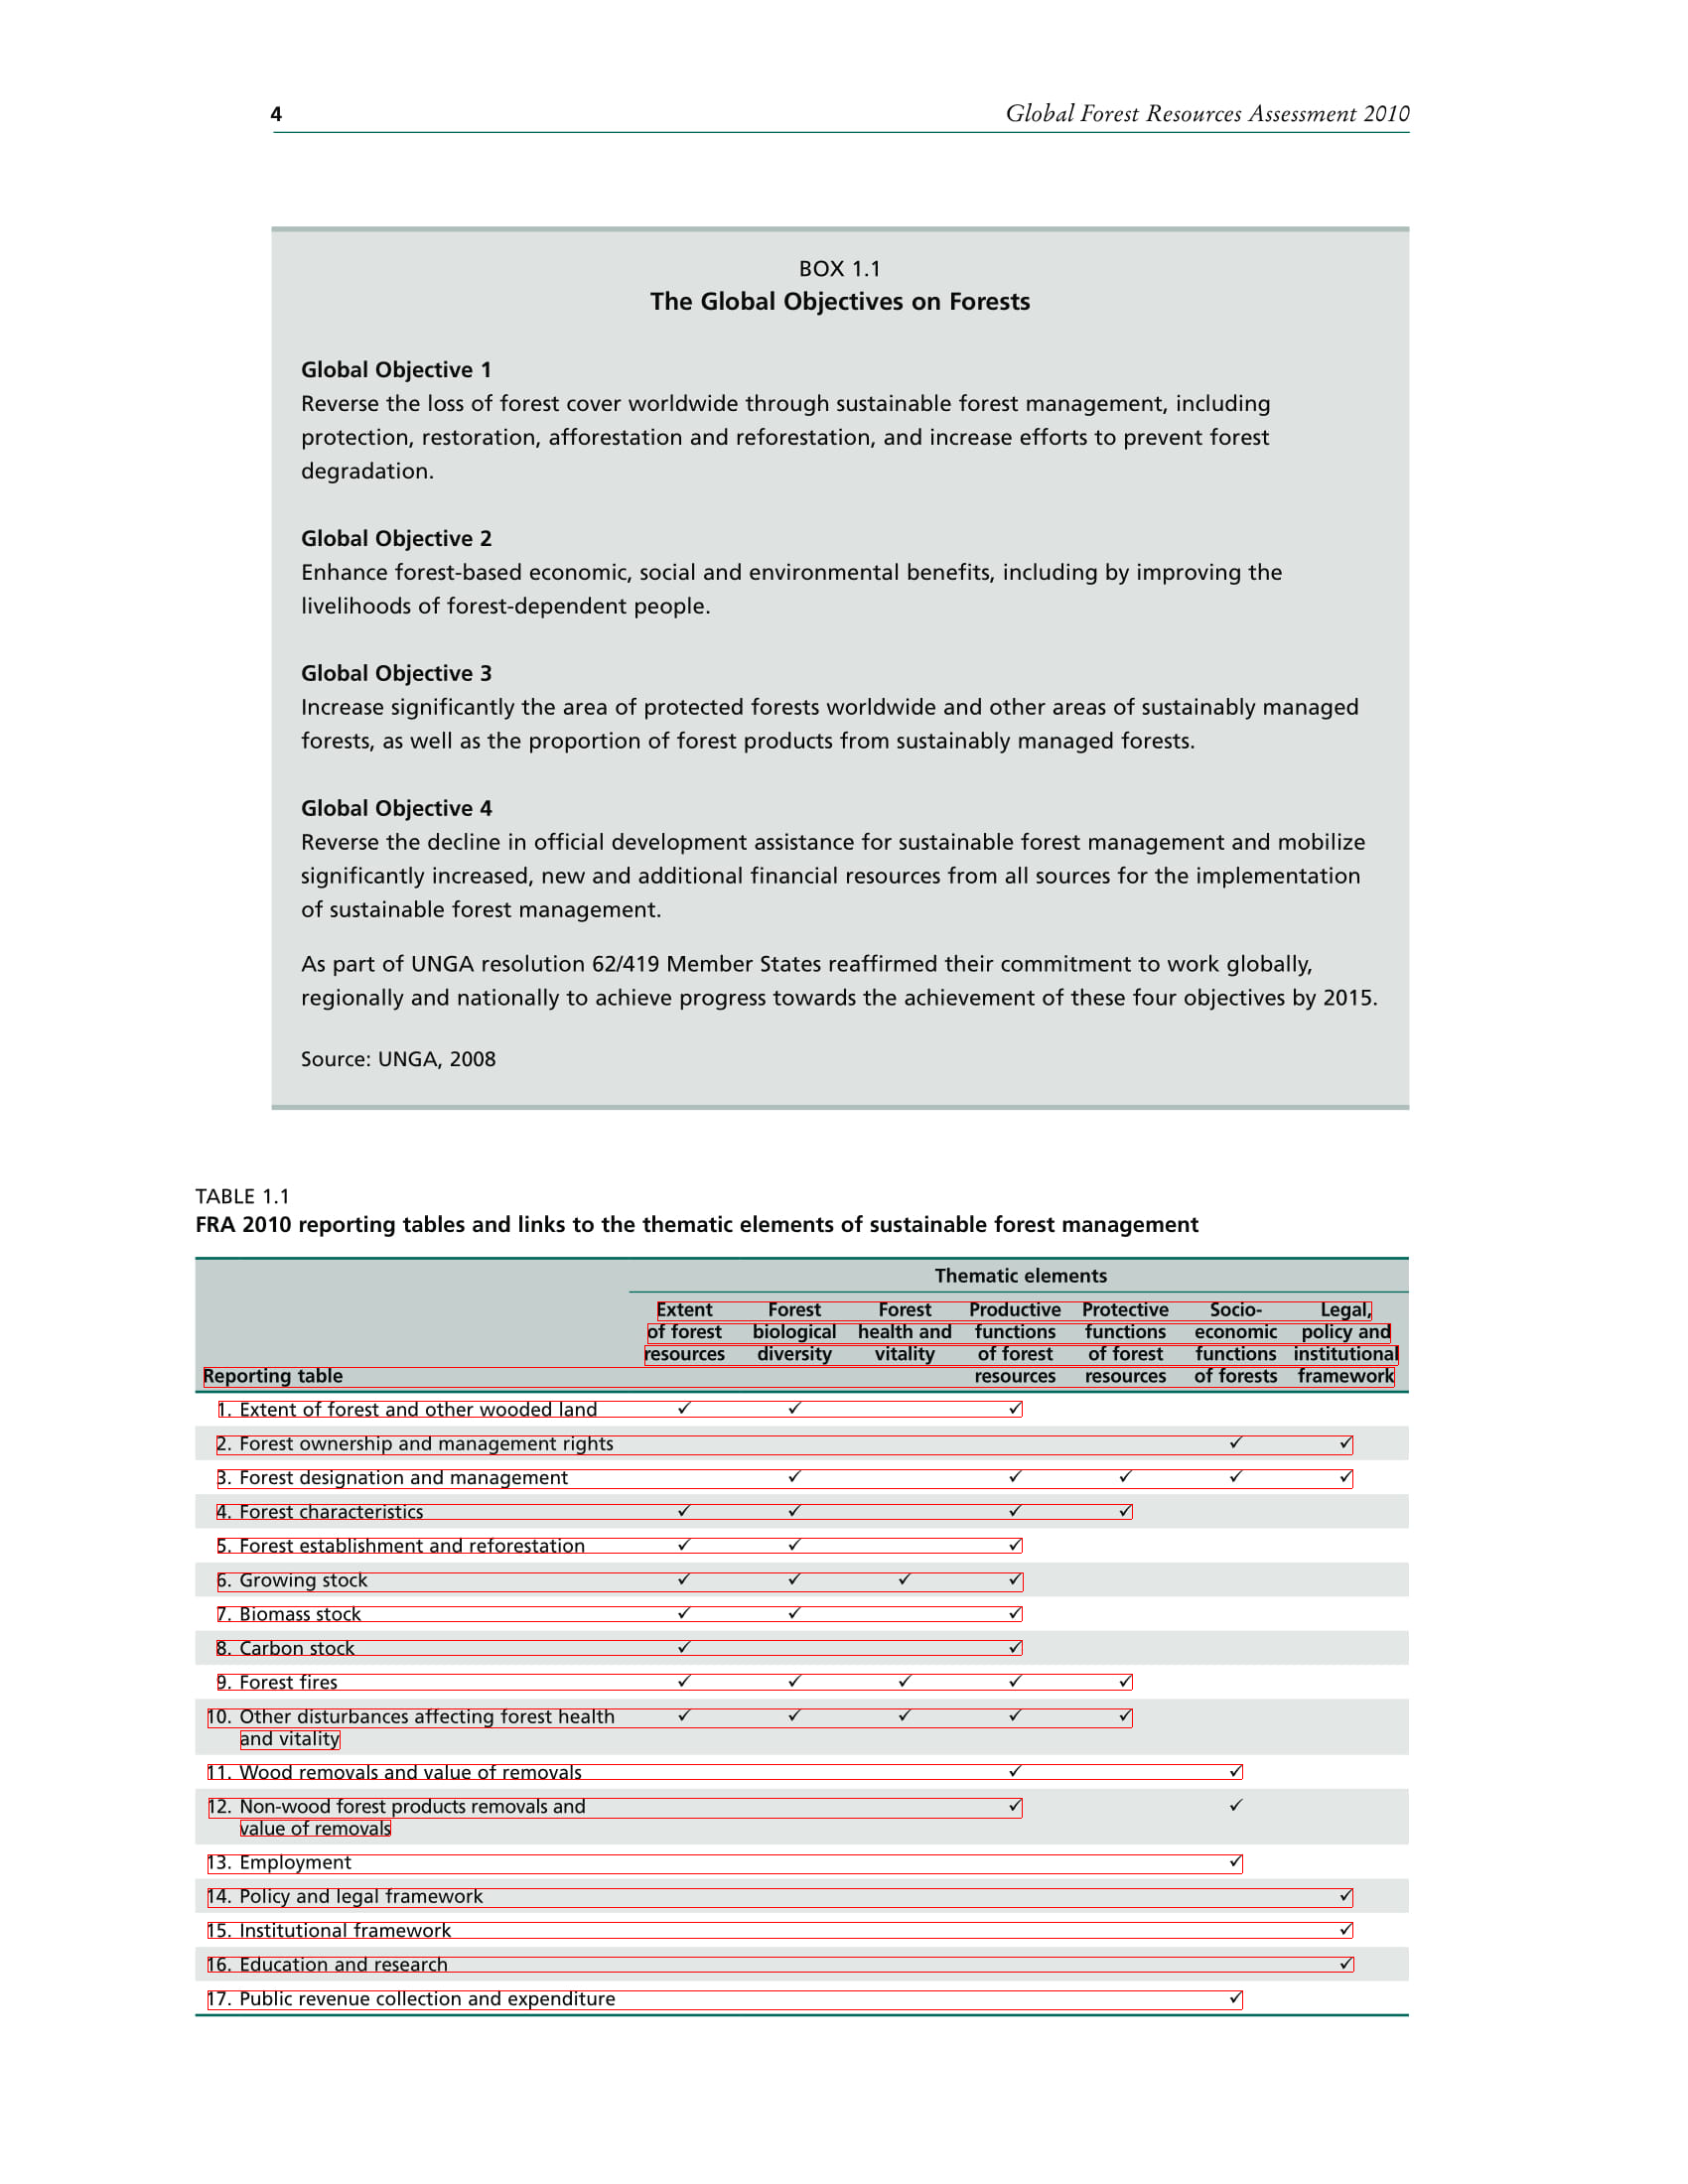 4
Global Forest Resources Assessment 2010
BOX 1.1
The Global Objectives on Forests
Global Objective 1
Reverse the loss of forest cover worldwide through sustainable forest management, including
protection, restoration, afforestation and reforestation, and increase efforts to prevent forest
degradation.
Global Objective 2
Enhance forest-based economic, social and environmental benefits, including by improving the
livelihoods of forest-dependent people.
Global Objective 3
Increase significantly the area of protected forests worldwide and other areas of sustainably managed
forests, as well as the proportion of forest products from sustainably managed forests.
Global Objective 4
Reverse the decline in official development assistance for sustainable forest management and mobilize
significantly increased, new and additional financial resources from all sources for the implementation
of sustainable forest management.
As part of UNGA resolution 62/419 Member States reaffirmed their commitment to work globally,
regionally and nationally to achieve progress towards the achievement of these four objectives by 2015.
Source: UNGA, 2008
TABLE 1.1
FRA 2010 reporting tables and links to the thematic elements of sustainable forest management
Thematic elements
Extent Forest Forest Productive Protective Socio- Legal,
of forest biological health and functions functions economic policy and
resources diversity vitality of forest of forest functions institutional
Reporting table resources resources of forests framework
1. Extent of forest and other wooded land ✓ ✓ ✓
2. Forest ownership and management rights ✓ ✓
3. Forest designation and management ✓ ✓ ✓ ✓ ✓
4. Forest characteristics ✓ ✓ ✓ ✓
5. Forest establishment and reforestation ✓ ✓ ✓
6. Growing stock ✓ ✓ ✓ ✓
7. Biomass stock ✓ ✓ ✓
8. Carbon stock ✓ ✓
9. Forest fires ✓ ✓ ✓ ✓ ✓
10. Other disturbances affecting forest health ✓ ✓ ✓ ✓ ✓
and vitality
11. Wood removals and value of removals ✓ ✓
12. Non-wood forest products removals and ✓ ✓
value of removals
13. Employment ✓
14. Policy and legal framework ✓
15. Institutional framework ✓
16. Education and research ✓
17. Public revenue collection and expenditure ✓